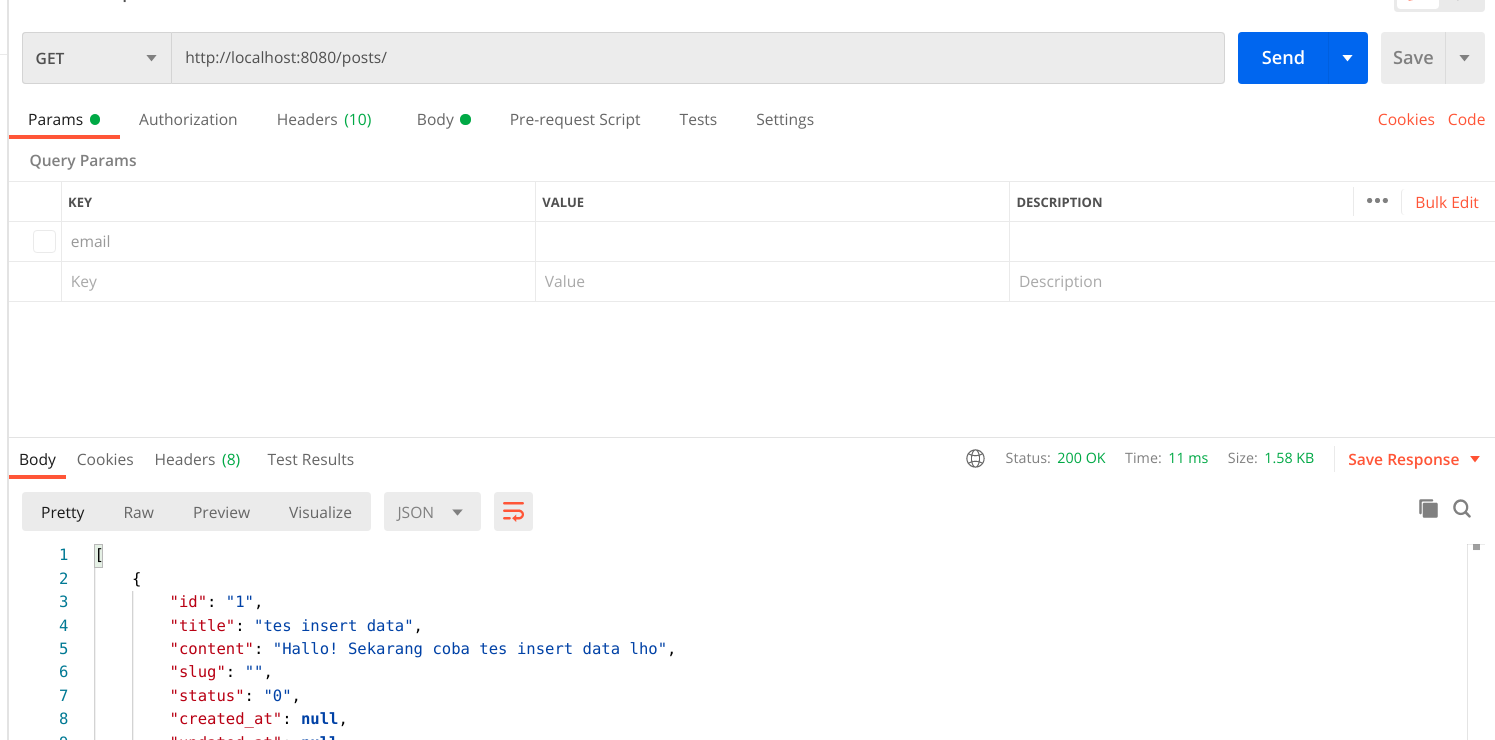 GET http://localhost:8080/posts/ Send Save
Params Authorization Headers (10) Body Pre-request Script Tests Settings Cookies Code
Query Params
KEY VALUE DESCRIPTION ••• Bulk Edit
email
Key Value Description
Body Cookies Headers (8) Test Results Status: 200 OK Time: 11 ms Size: 1.58 KB Save Response
Pretty Raw Preview Visualize JSON
1 [
2 {
3 "id": "1",
4 "title": "tes insert data",
5 "content": "Hallo! Sekarang coba tes insert data lho",
6 "slug": "",
7 "status": "0",
8 "created_at": null,